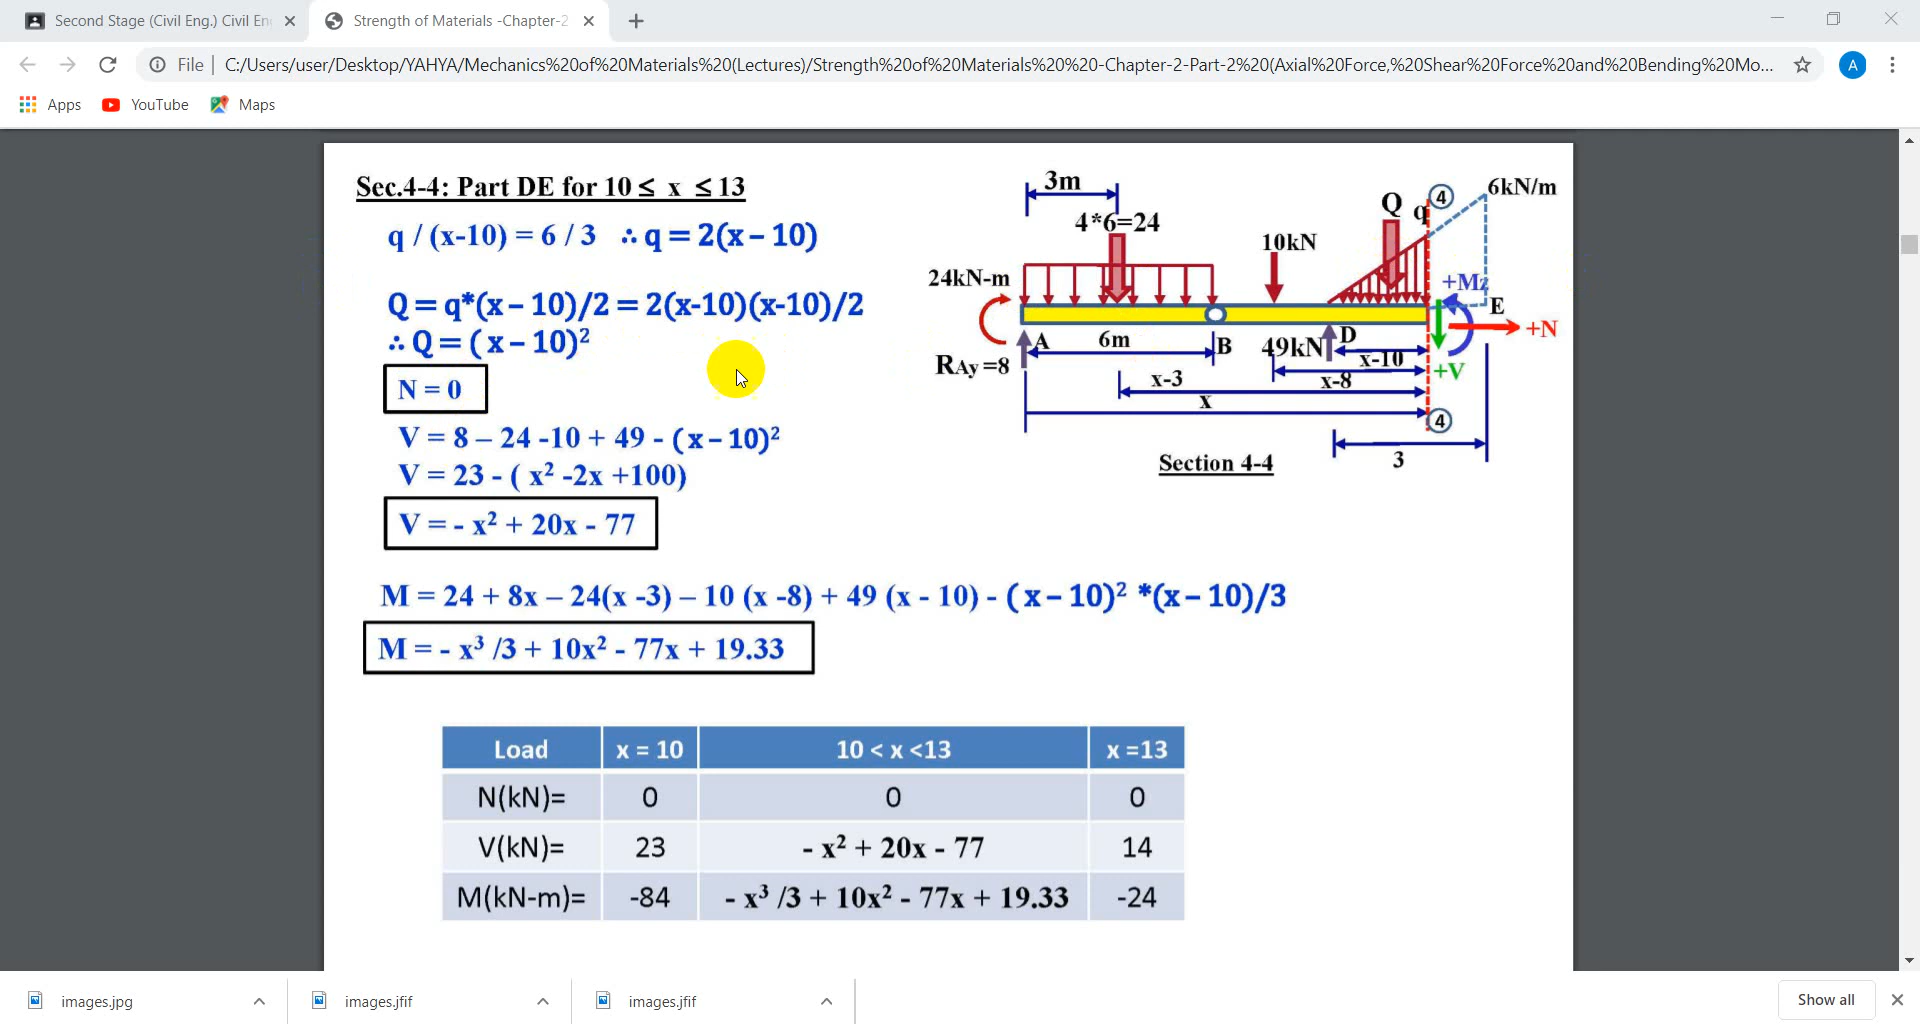 Second Stage (Civil Eng.) Civil En
Strength of Materials -Chapter-2
File
C:/Users/user/Desktop/YAHYA/Mechanics%20of%20Materials%20(Lectures)/Strength%20of%20Materials%20%20-Chapter-2-Part-2%20(Axial%20Force,%20Shear%20Force%20and%20Bending%20Mo...
A
Apps
YouTube
Maps
Sec.4-4: Part DE for 10 ≤ x ≤ 13
q / (x-10) = 6 / 3 ∴ q = 2(x – 10)
Q = q*(x – 10)/2 = 2(x-10)(x-10)/2
∴ Q = ( x – 10)²
N = 0
V = 8 – 24 -10 + 49 - ( x – 10)²
V = 23 - ( x² -2x +100)
V = - x² + 20x - 77
M = 24 + 8x – 24(x -3) – 10 (x -8) + 49 (x - 10) - ( x – 10)² *(x – 10)/3
M = - x³ /3 + 10x² - 77x + 19.33
3m
4*6=24
24kN-m
10kN
Q
q
4
6kN/m
+Mz
E
+N
A
6m
B
49kN
D
x-10
RAy =8
x-3
x-8
+V
x
4
3
Section 4-4
Load x = 10 10 < x <13 x =13
N(kN)= 0 0 0
V(kN)= 23 - x² + 20x - 77 14
M(kN-m)= -84 - x³ /3 + 10x² - 77x + 19.33 -24
images.jpg
images.jfif
images.jfif
Show all